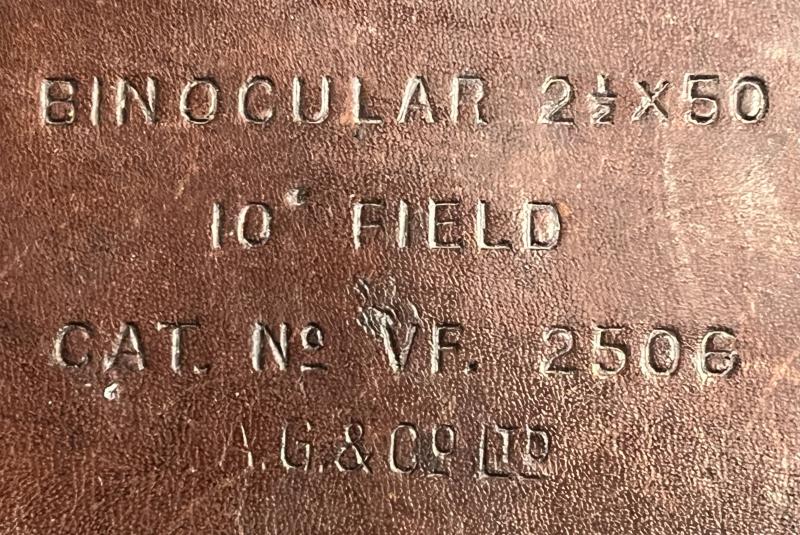 BINOCULAR 2½X50
10° FIELD
CAT. Nº VF. 2506
A.G.&Cº LTD